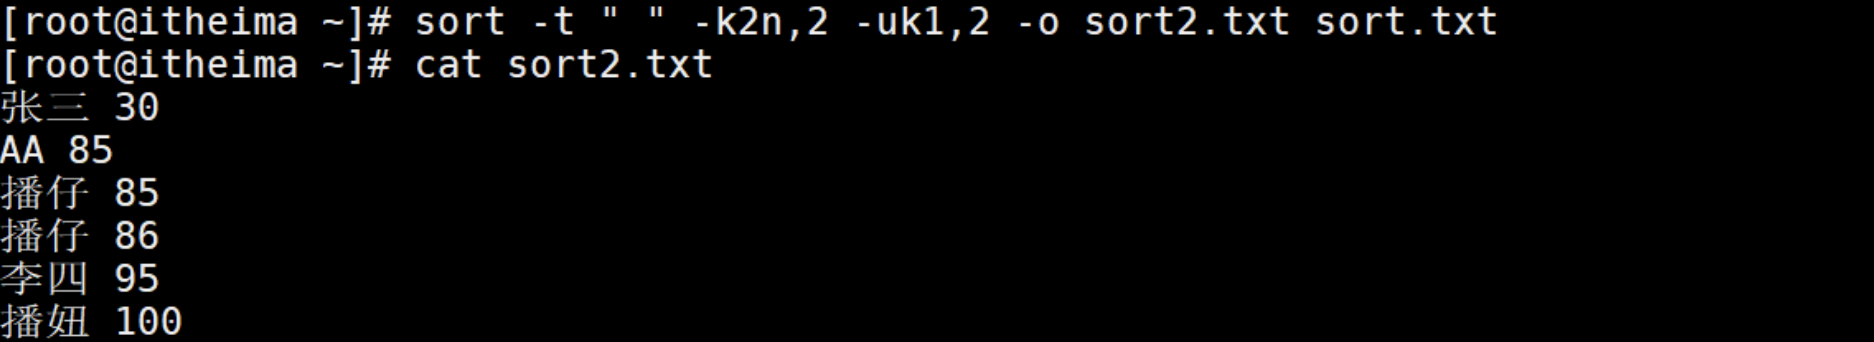 [root@itheima ~]# sort -t " " -k2n,2 -uk1,2 -o sort2.txt sort.txt
[root@itheima ~]# cat sort2.txt
张三 30
AA 85
播仔 85
播仔 86
李四 95
播妞 100